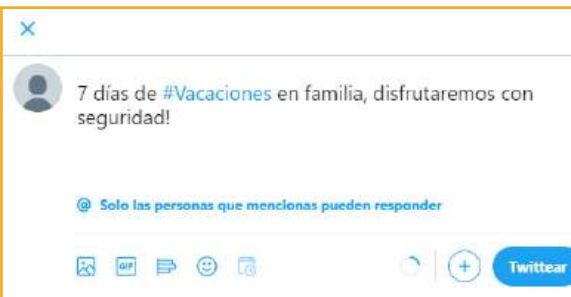 7 días de #Vacaciones en familia, disfrutaremos con
seguridad!
@ Solo las personas que mencionas pueden responder
GIF
Twittear